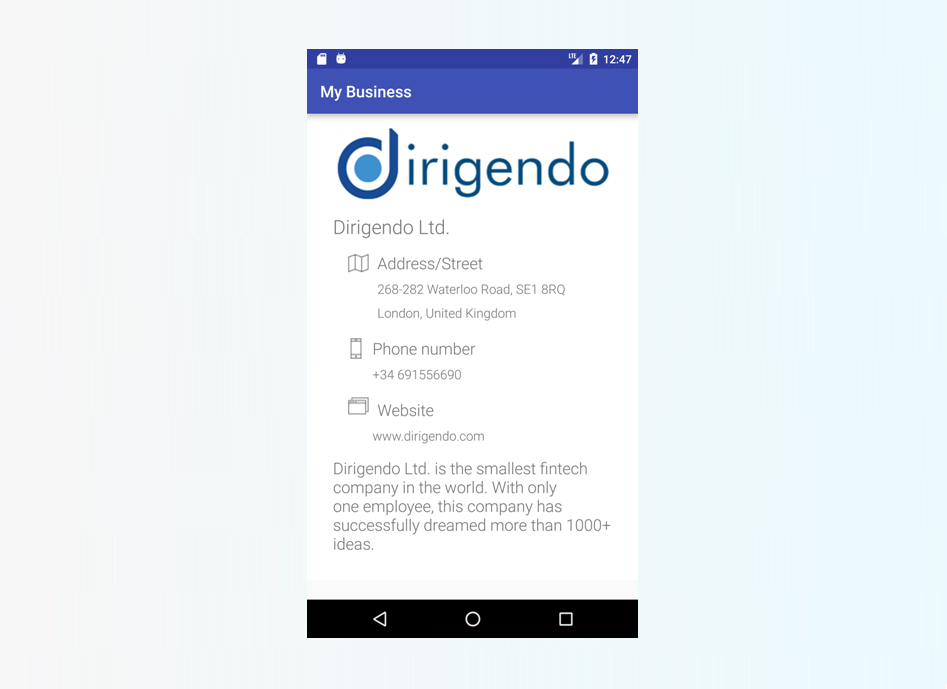 LTE 12:47
My Business
dirigendo
Dirigendo Ltd.
Address/Street
268-282 Waterloo Road, SE1 8RQ
London, United Kingdom
Phone number
+34 691556690
Website
www.dirigendo.com
Dirigendo Ltd. is the smallest fintech
company in the world. With only
one employee, this company has
successfully dreamed more than 1000+
ideas.